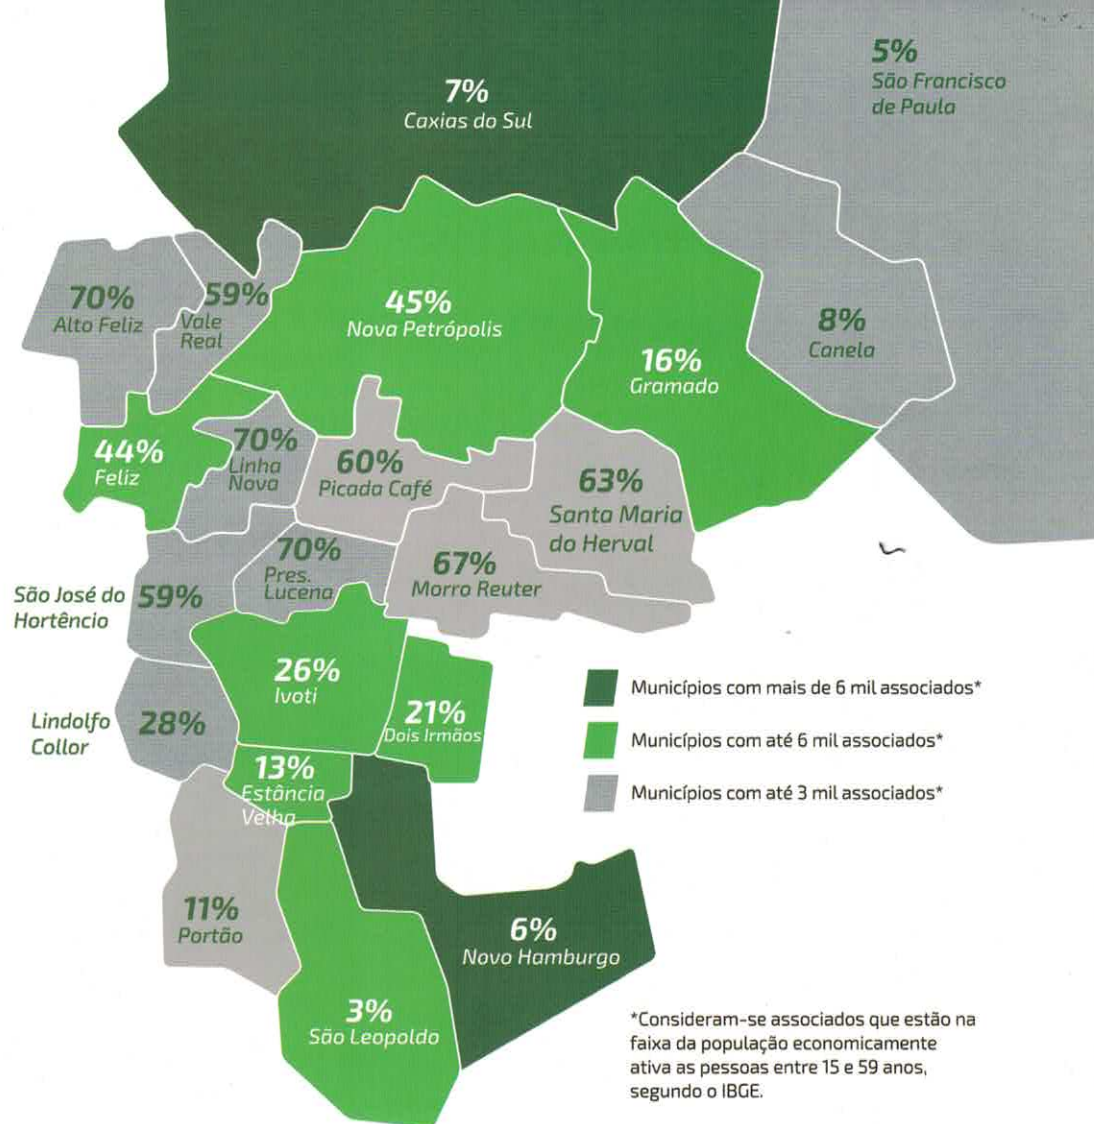 7%
Caxias do Sul
5%
São Francisco
de Paula
70%
Alto Feliz
59%
Vale
Real
45%
Nova Petrópolis
16%
Gramado
8%
Canela
44%
Feliz
70%
Linha
Nova
60%
Picada Café
63%
Santa Maria
do Herval
São José do
Hortêncio
59%
70%
Pres.
Lucena
67%
Morro Reuter
26%
Ivoti
21%
Dois Irmãos
Lindolfo
Collor
28%
13%
Estância
Velha
11%
Portão
6%
Novo Hamburgo
3%
São Leopoldo
Municípios com mais de 6 mil associados*
Municípios com até 6 mil associados*
Municípios com até 3 mil associados*
*Consideram-se associados que estão na
faixa da população economicamente
ativa as pessoas entre 15 e 59 anos,
segundo o IBGE.